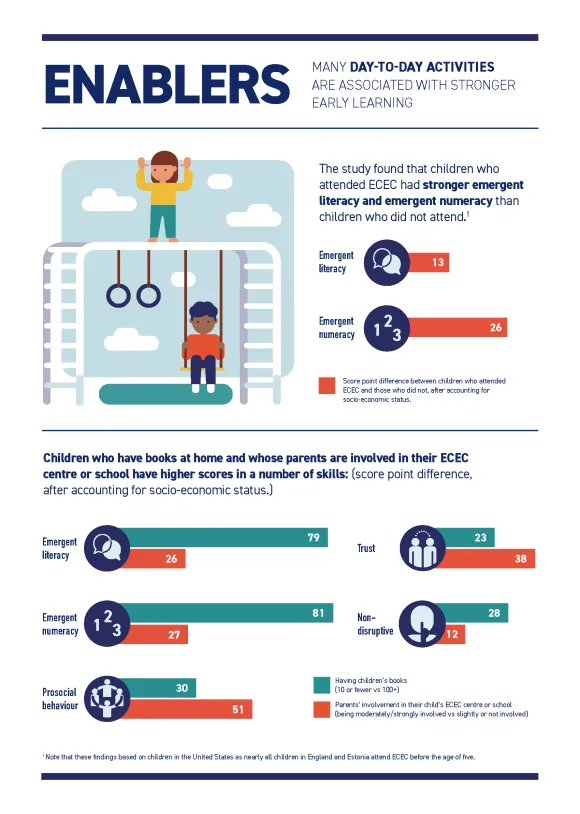 ENABLERS
MANY DAY-TO-DAY ACTIVITIES
ARE ASSOCIATED WITH STRONGER
EARLY LEARNING
The study found that children who
attended ECEC had stronger emergent
literacy and emergent numeracy than
children who did not attend.¹
Emergent
literacy
13
Emergent
numeracy
1 2 3
26
Score point difference between children who attended
ECEC and those who did not, after accounting for
socio-economic status.
Children who have books at home and whose parents are involved in their ECEC
centre or school have higher scores in a number of skills: (score point difference,
after accounting for socio-economic status.)
Emergent
literacy
79
26
Trust
23
38
Emergent
numeracy
1 2 3
81
27
Non-
disruptive
28
12
Prosocial
behaviour
30
51
Having children's books
(10 or fewer vs 100+)
Parents' involvement in their child's ECEC centre or school
(being moderately/strongly involved vs slightly or not involved)
¹ Note that these findings based on children in the United States as nearly all children in England and Estonia attend ECEC before the age of five.